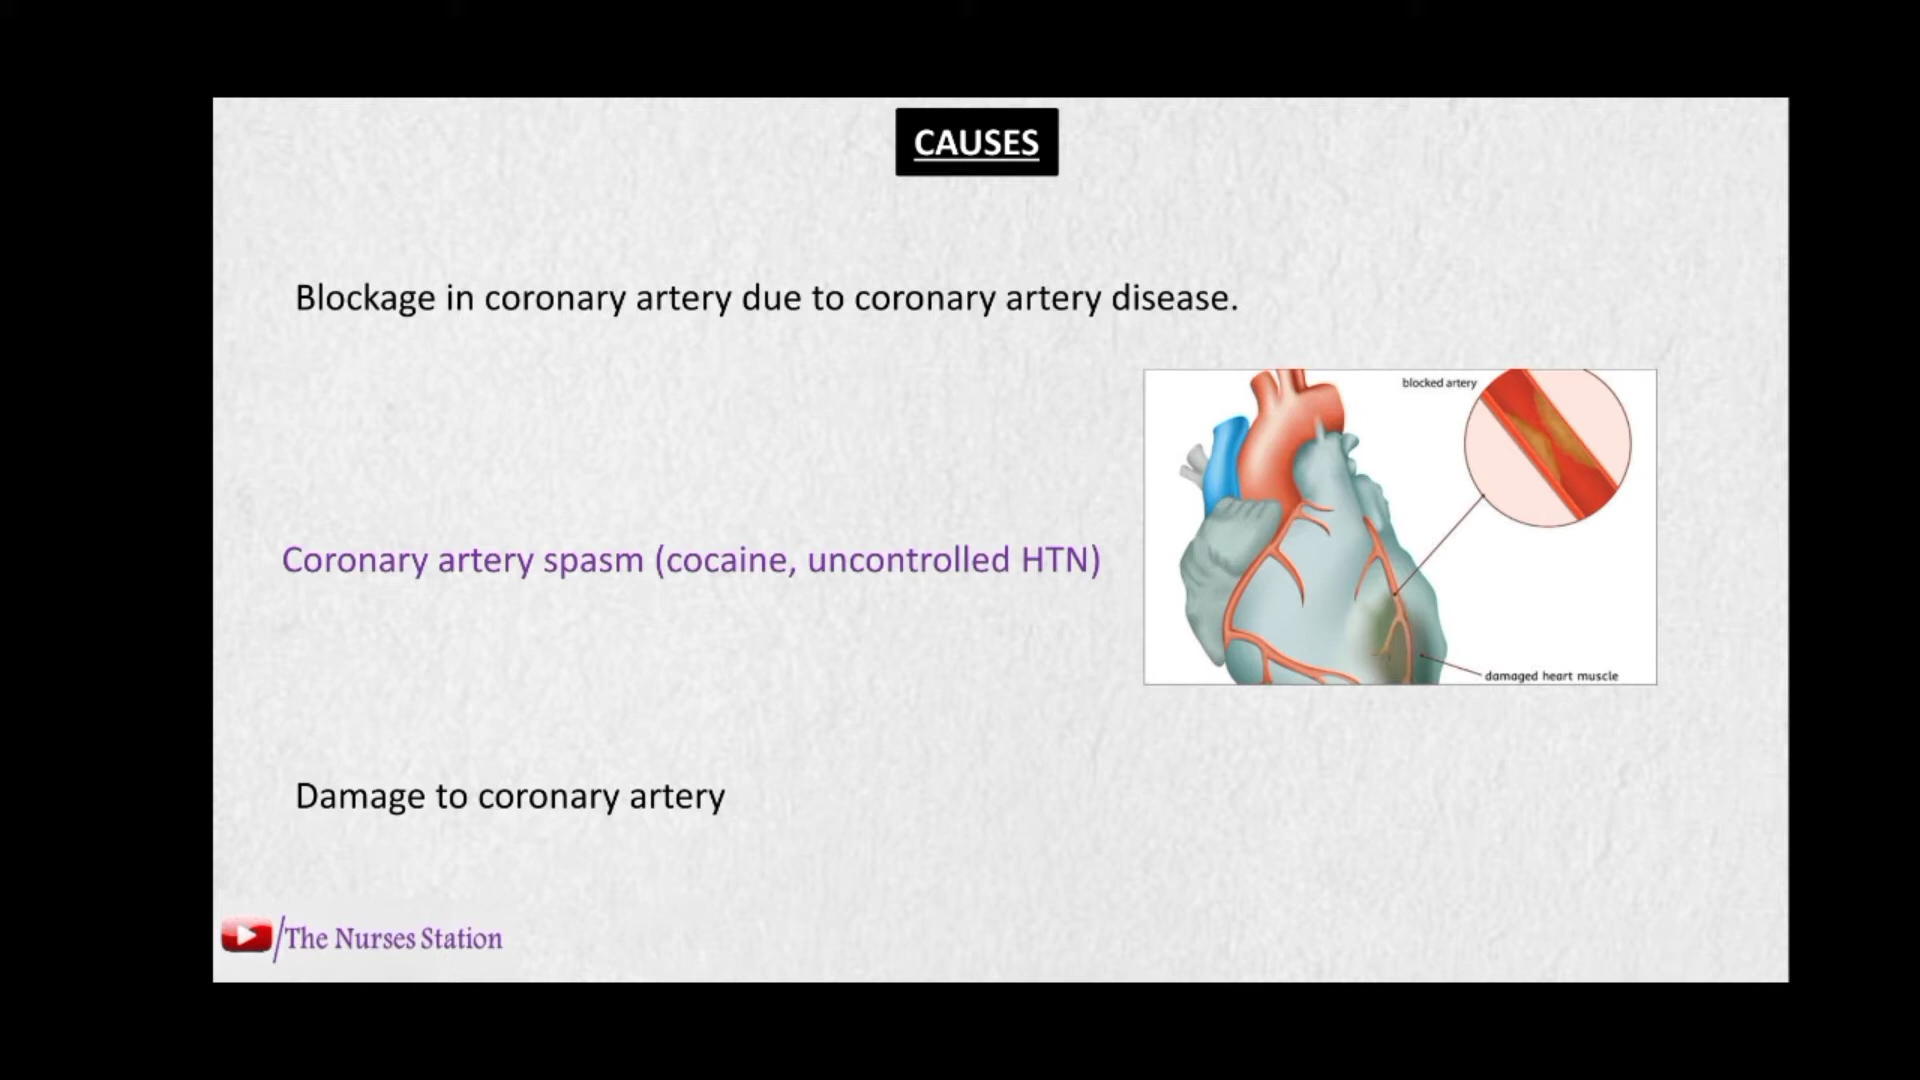 CAUSES
Blockage in coronary artery due to coronary artery disease.
blocked artery
Coronary artery spasm (cocaine, uncontrolled HTN)
damaged heart muscle
Damage to coronary artery
/The Nurses Station